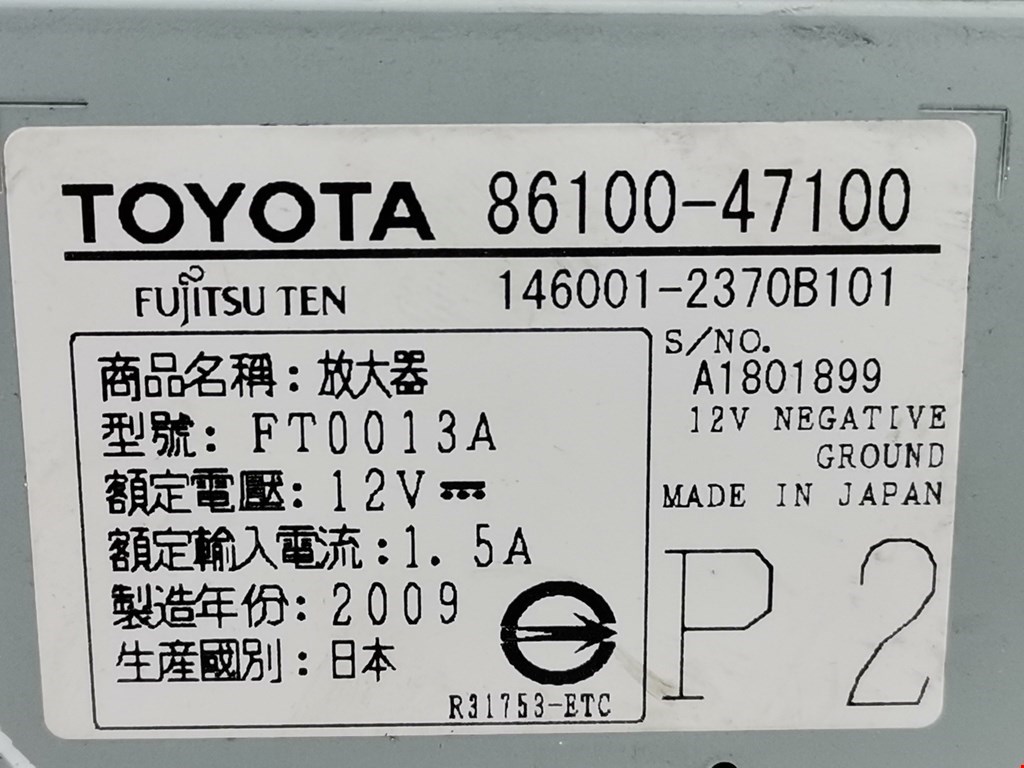 TOYOTA 86100-47100
FUJITSU TEN 146001-2370B101
商品名稱：放大器
型號：FT0013A
額定電壓：12V
額定輸入電流：1.5A
製造年份：2009
生產國別：日本
R31753-ETC
S/NO.
A1801899
12V NEGATIVE
GROUND
MADE IN JAPAN
P2